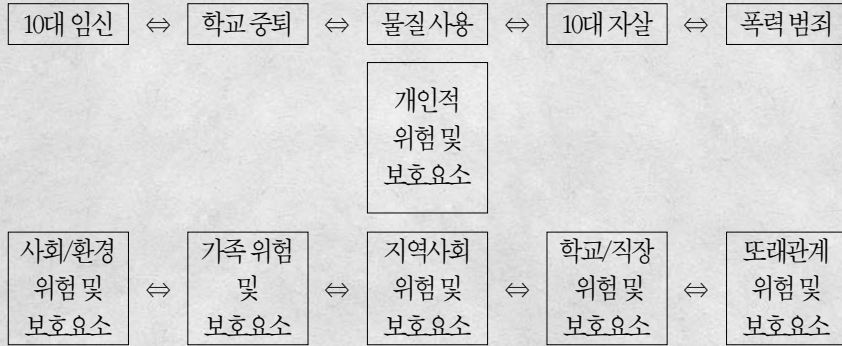 10대 임신 ⇔ 학교 중퇴 ⇔ 물질 사용 ⇔ 10대 자살 ⇔ 폭력 범죄
개인적
위험 및
보호요소
사회/환경 ⇔ 가족 위험 ⇔ 지역사회 ⇔ 학교/직장 ⇔ 또래관계
위험 및 및 위험 및 위험 및 위험 및
보호요소 보호요소 보호요소 보호요소 보호요소